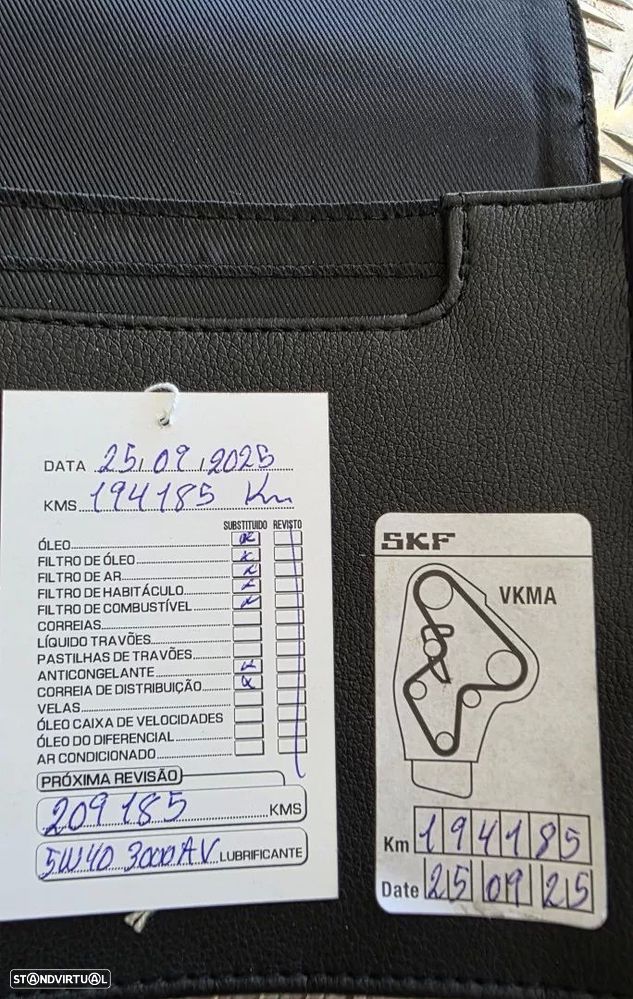 DATA 25/09/2025
KMS 194185 Km
SUBSTITUIDO REVISTO
ÓLEO
FILTRO DE ÓLEO
FILTRO DE AR
FILTRO DE HABITÁCULO
FILTRO DE COMBUSTÍVEL
CORREIAS
LÍQUIDO TRAVÕES
PASTILHAS DE TRAVÕES
ANTICONGELANTE
CORREIA DE DISTRIBUIÇÃO
VELAS
ÓLEO CAIXA DE VELOCIDADES
ÓLEO DO DIFERENCIAL
AR CONDICIONADO
PRÓXIMA REVISÃO
209185 KMS
5W40 3000AV LUBRIFICANTE
SKF
VKMA
Km 194185
Date 25 09 25
STANDVIRTUAL